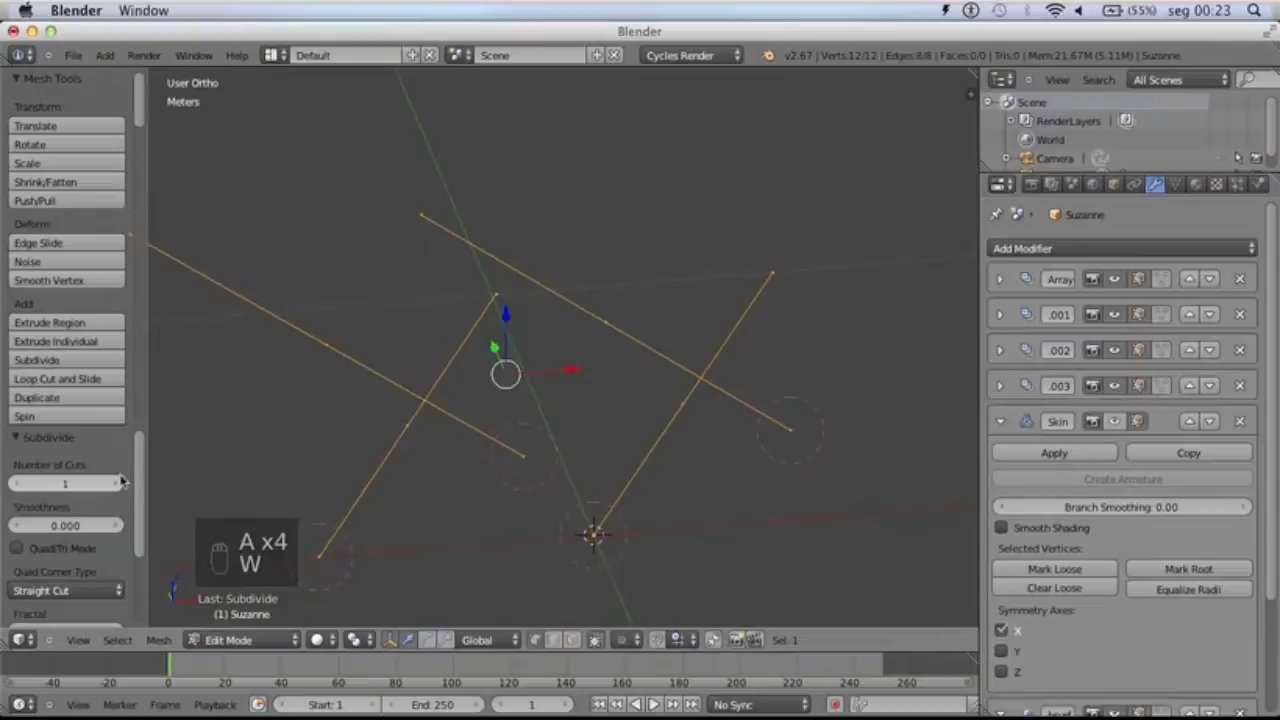 Blender Window (55%) seg 00:23
Blender
File Add Render Window Help Default Scene Cycles Render v2.67 | Verts:12/12 | Edges:8/8 | Faces:0/0 | Tris:0 | Mem:21.67M (5.11M) | Suzanne
Mesh Tools
Transform:
Translate
Rotate
Scale
Shrink/Fatten
Push/Pull
Deform:
Edge Slide
Noise
Smooth Vertex
Add
Extrude Region
Extrude Individual
Subdivide
Loop Cut and Slide
Duplicate
Spin
Subdivide
Number of Cuts
1
Smoothness
0.000
Quad/Tri Mode
Quad Corner Type
Straight Cut
Fractal
User Ortho
Meters
A x4
W
Last: Subdivide
(1) Suzanne
View Search All Scenes
Scene
RenderLayers
World
Camera
Suzanne
Add Modifier
Array
.001
.002
.003
Skin
Apply Copy
Create Armature
Branch Smoothing: 0.00
Smooth Shading
Selected Vertices:
Mark Loose Mark Root
Clear Loose Equalize Radii
Symmetry Axes:
X
Y
Z
View Select Mesh Edit Mode Global Sel: 1
-40 -20 0 20 40 60 80 100 120 140 160 180 200 220 240 260
View Marker Frames Playback Start: 1 End: 250 1 No Sync